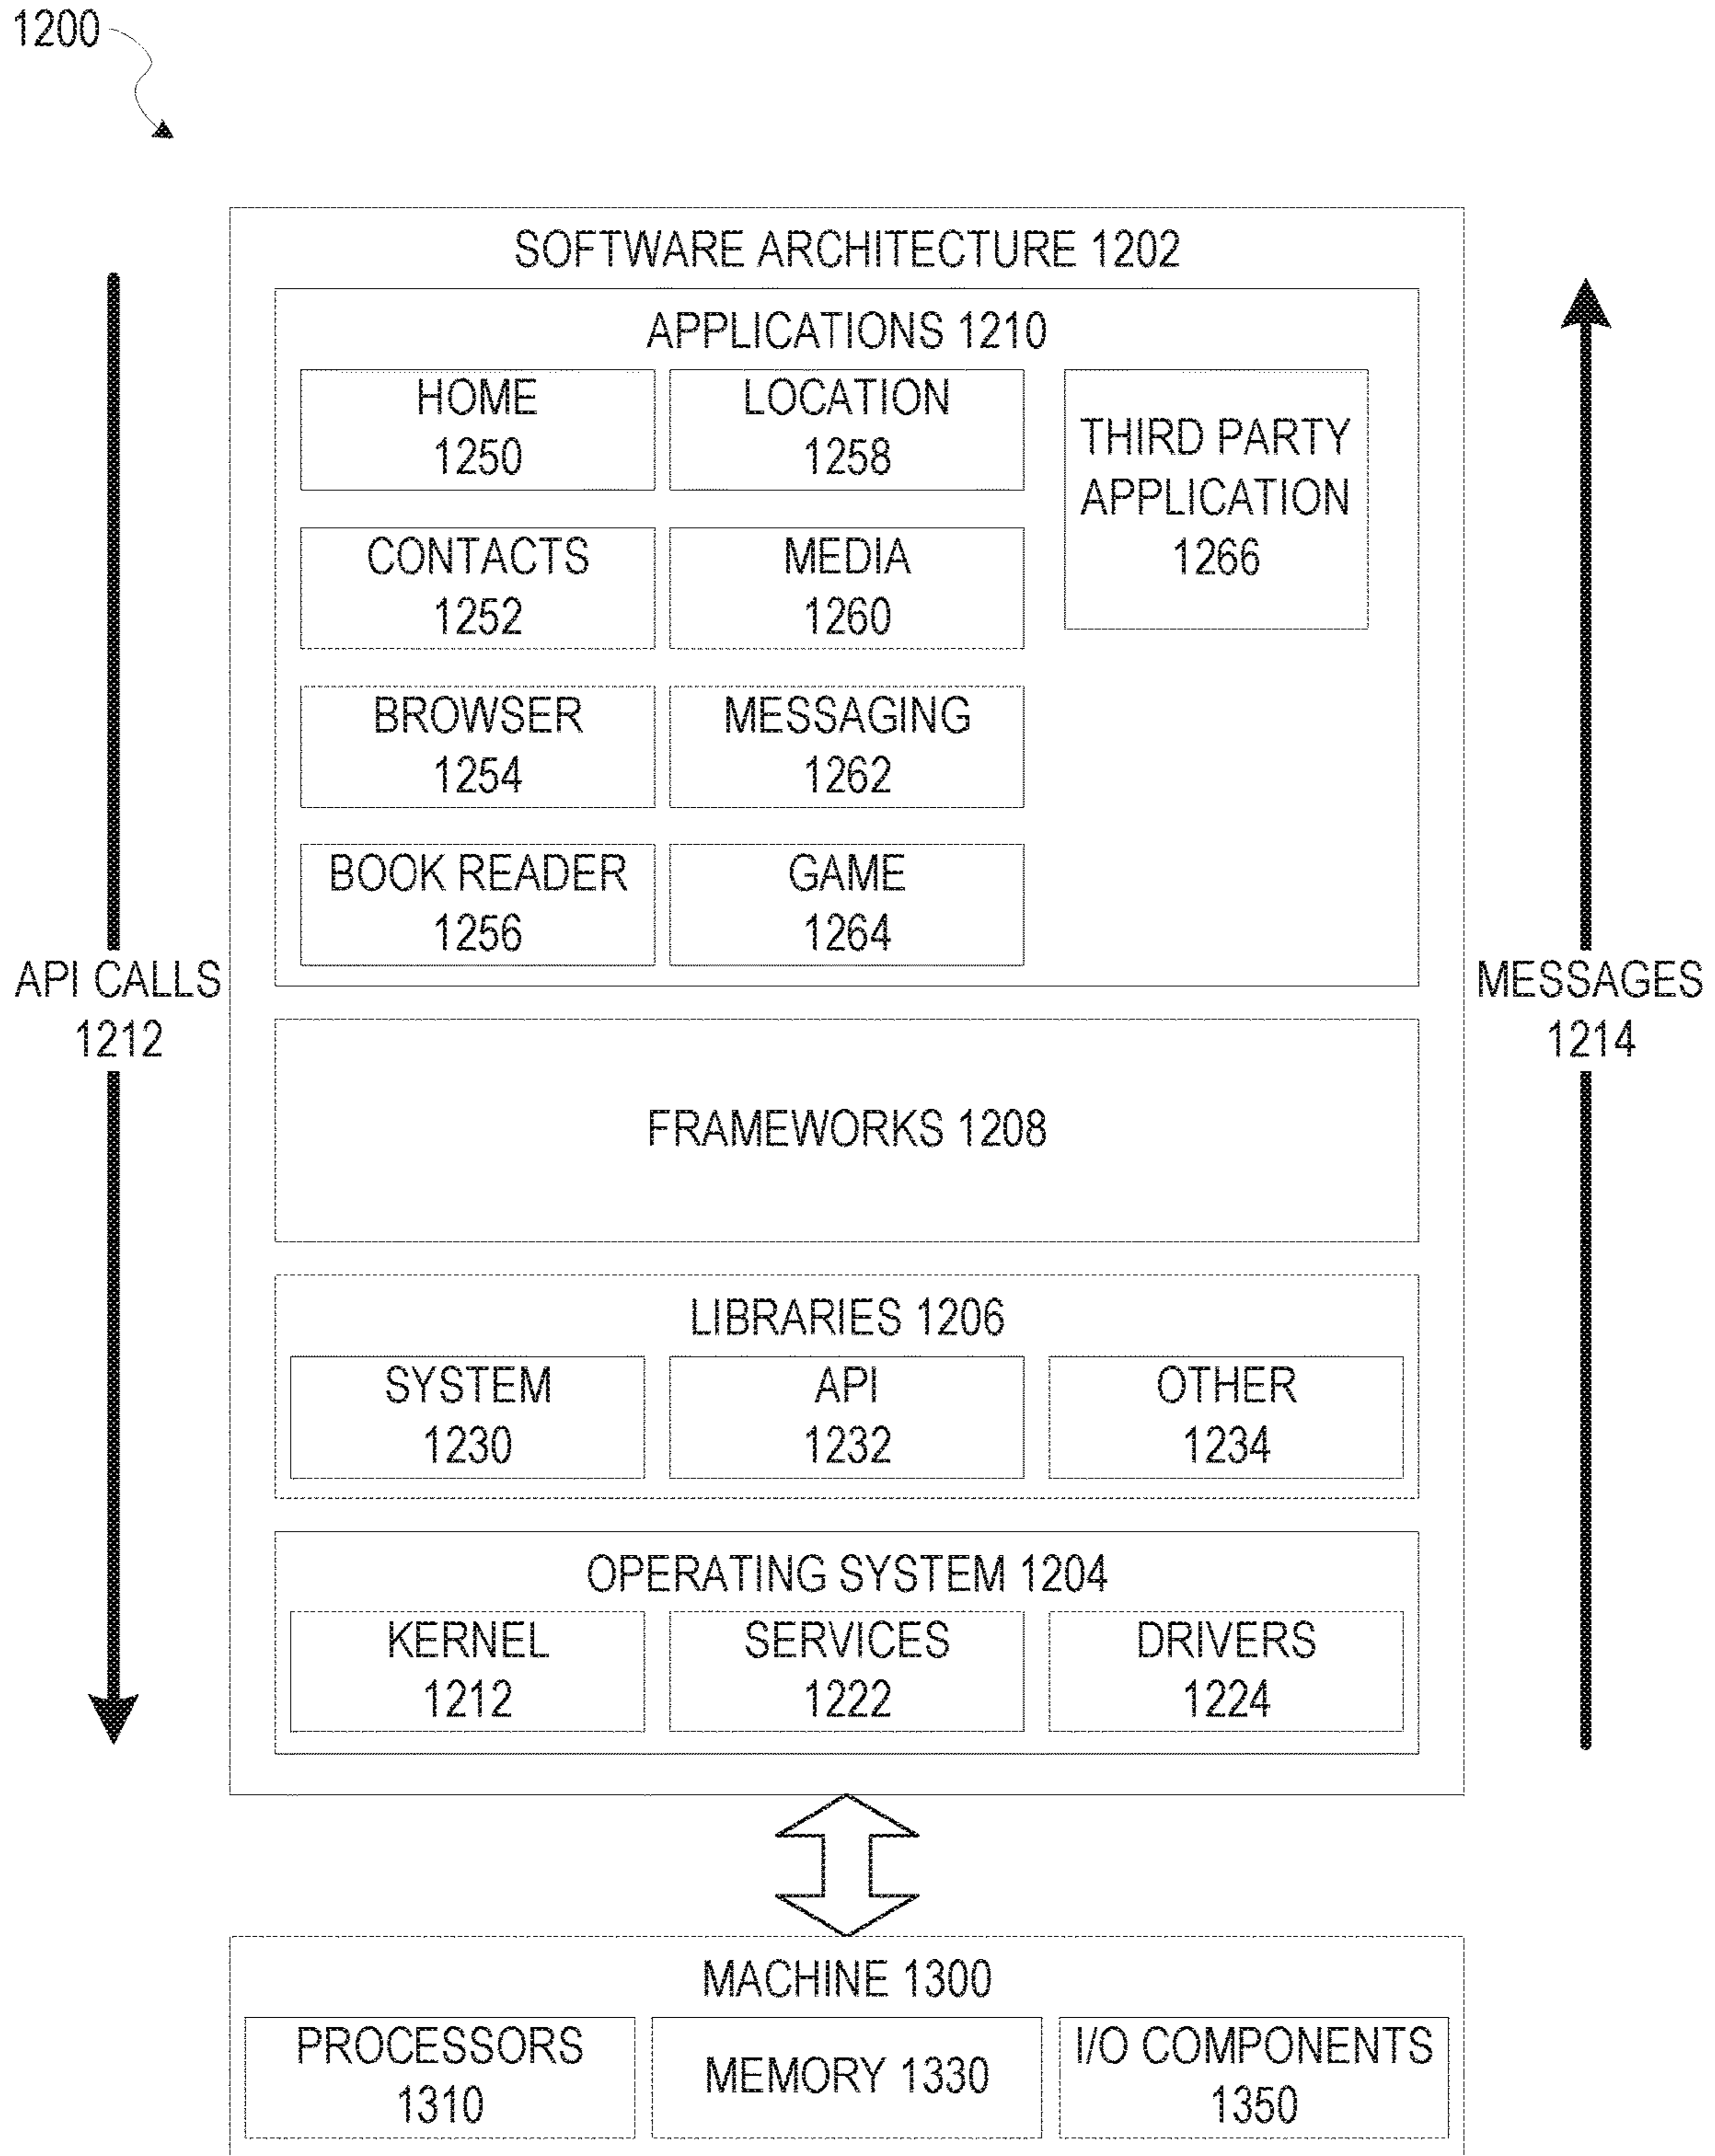 1200
SOFTWARE ARCHITECTURE 1202
APPLICATIONS 1210
HOME
1250
LOCATION
1258
THIRD PARTY
APPLICATION
1266
CONTACTS
1252
MEDIA
1260
BROWSER
1254
MESSAGING
1262
BOOK READER
1256
GAME
1264
API CALLS
1212
MESSAGES
1214
FRAMEWORKS 1208
LIBRARIES 1206
SYSTEM
1230
API
1232
OTHER
1234
OPERATING SYSTEM 1204
KERNEL
1212
SERVICES
1222
DRIVERS
1224
MACHINE 1300
PROCESSORS
1310
MEMORY 1330
I/O COMPONENTS
1350